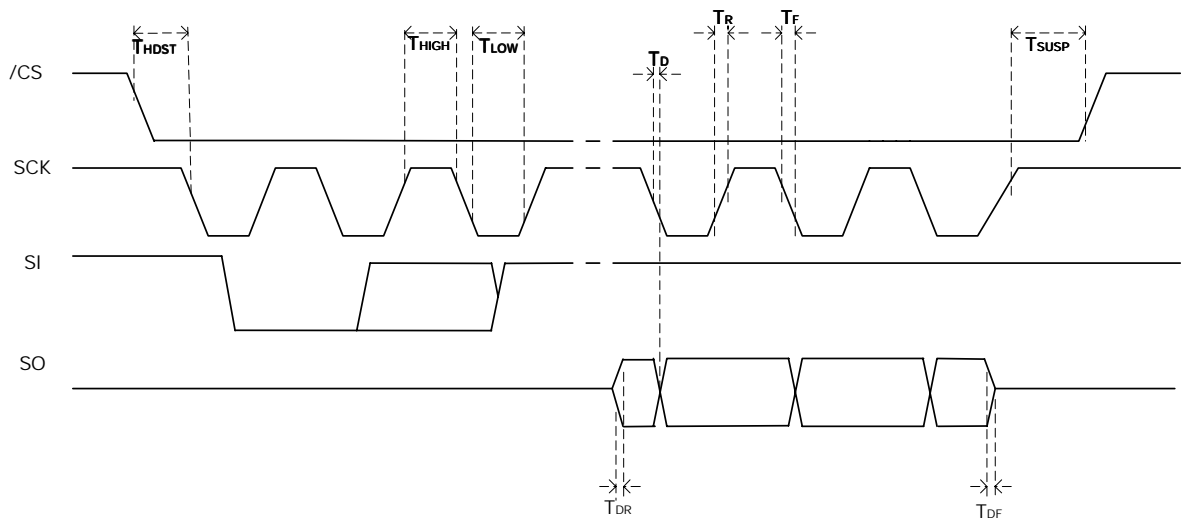 THDST
THIGH
TLOW
TD
TR
TF
TSUSP
/CS
SCK
SI
SO
TDR
TDF